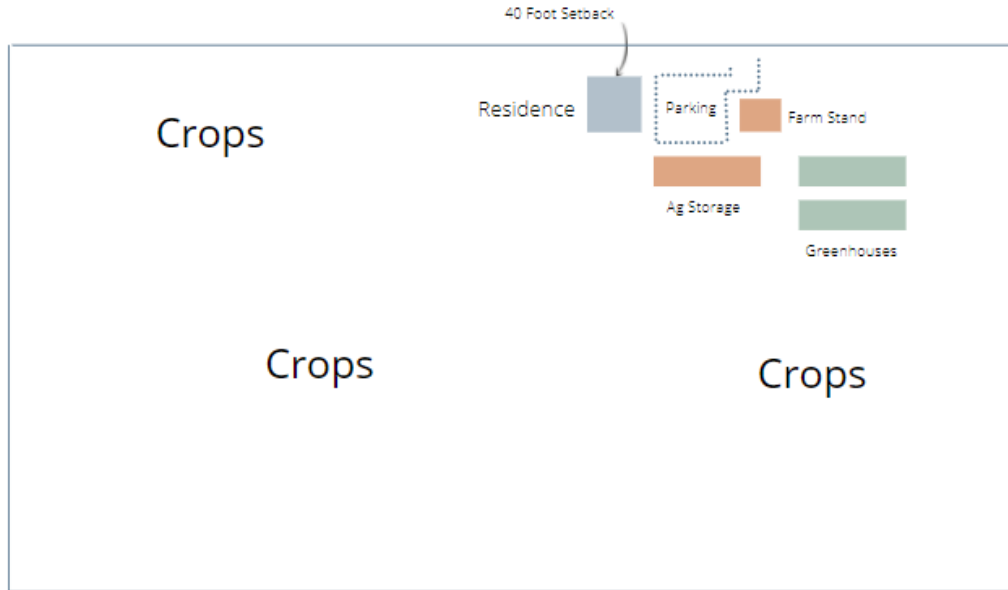 40 Foot Setback
Residence
Parking
Farm Stand
Crops
Ag Storage
Greenhouses
Crops
Crops